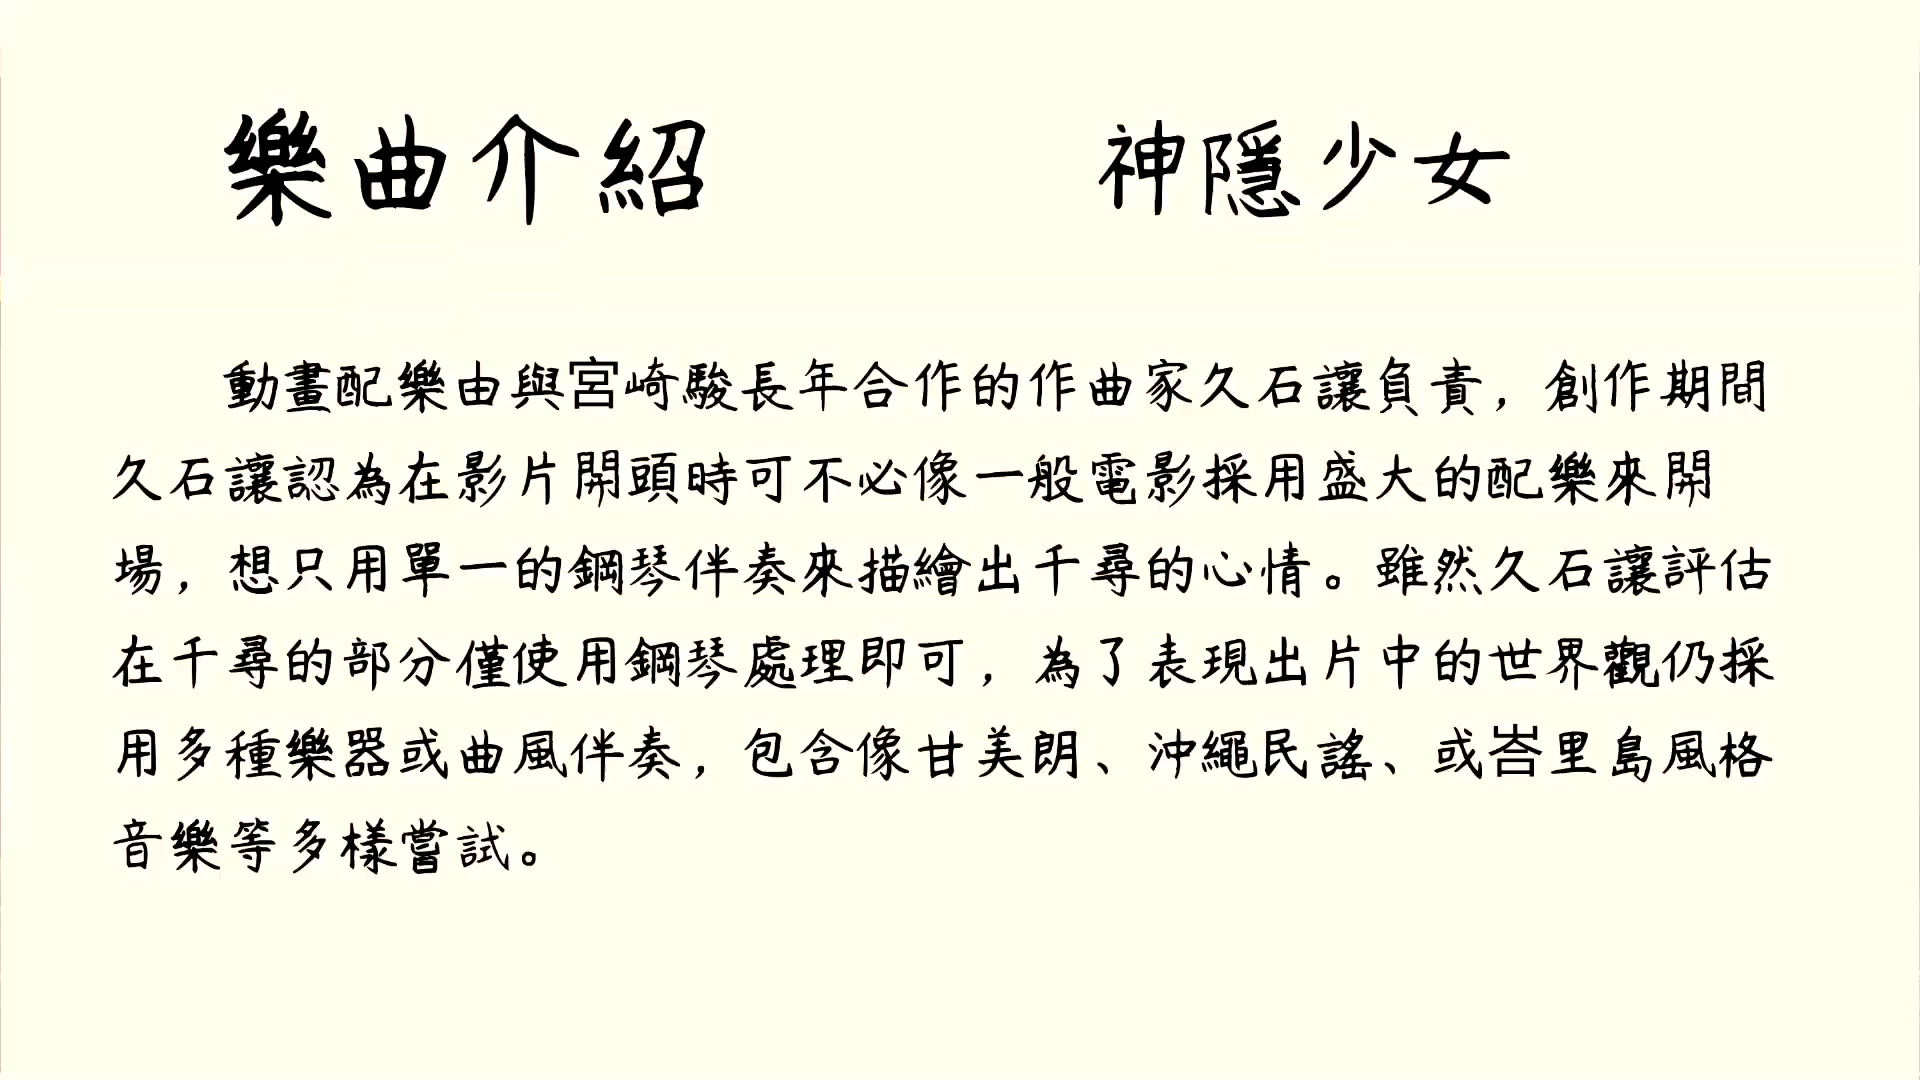 樂曲介紹 神隱少女
動畫配樂由與宮崎駿長年合作的作曲家久石讓負責，創作期間
久石讓認為在影片開頭時可不必像一般電影採用盛大的配樂來開
場，想只用單一的鋼琴伴奏來描繪出千尋的心情。雖然久石讓評估
在千尋的部分僅使用鋼琴處理即可，為了表現出片中的世界觀仍採
用多種樂器或曲風伴奏，包含像甘美朗、沖繩民謠、或峇里島風格
音樂等多樣嘗試。